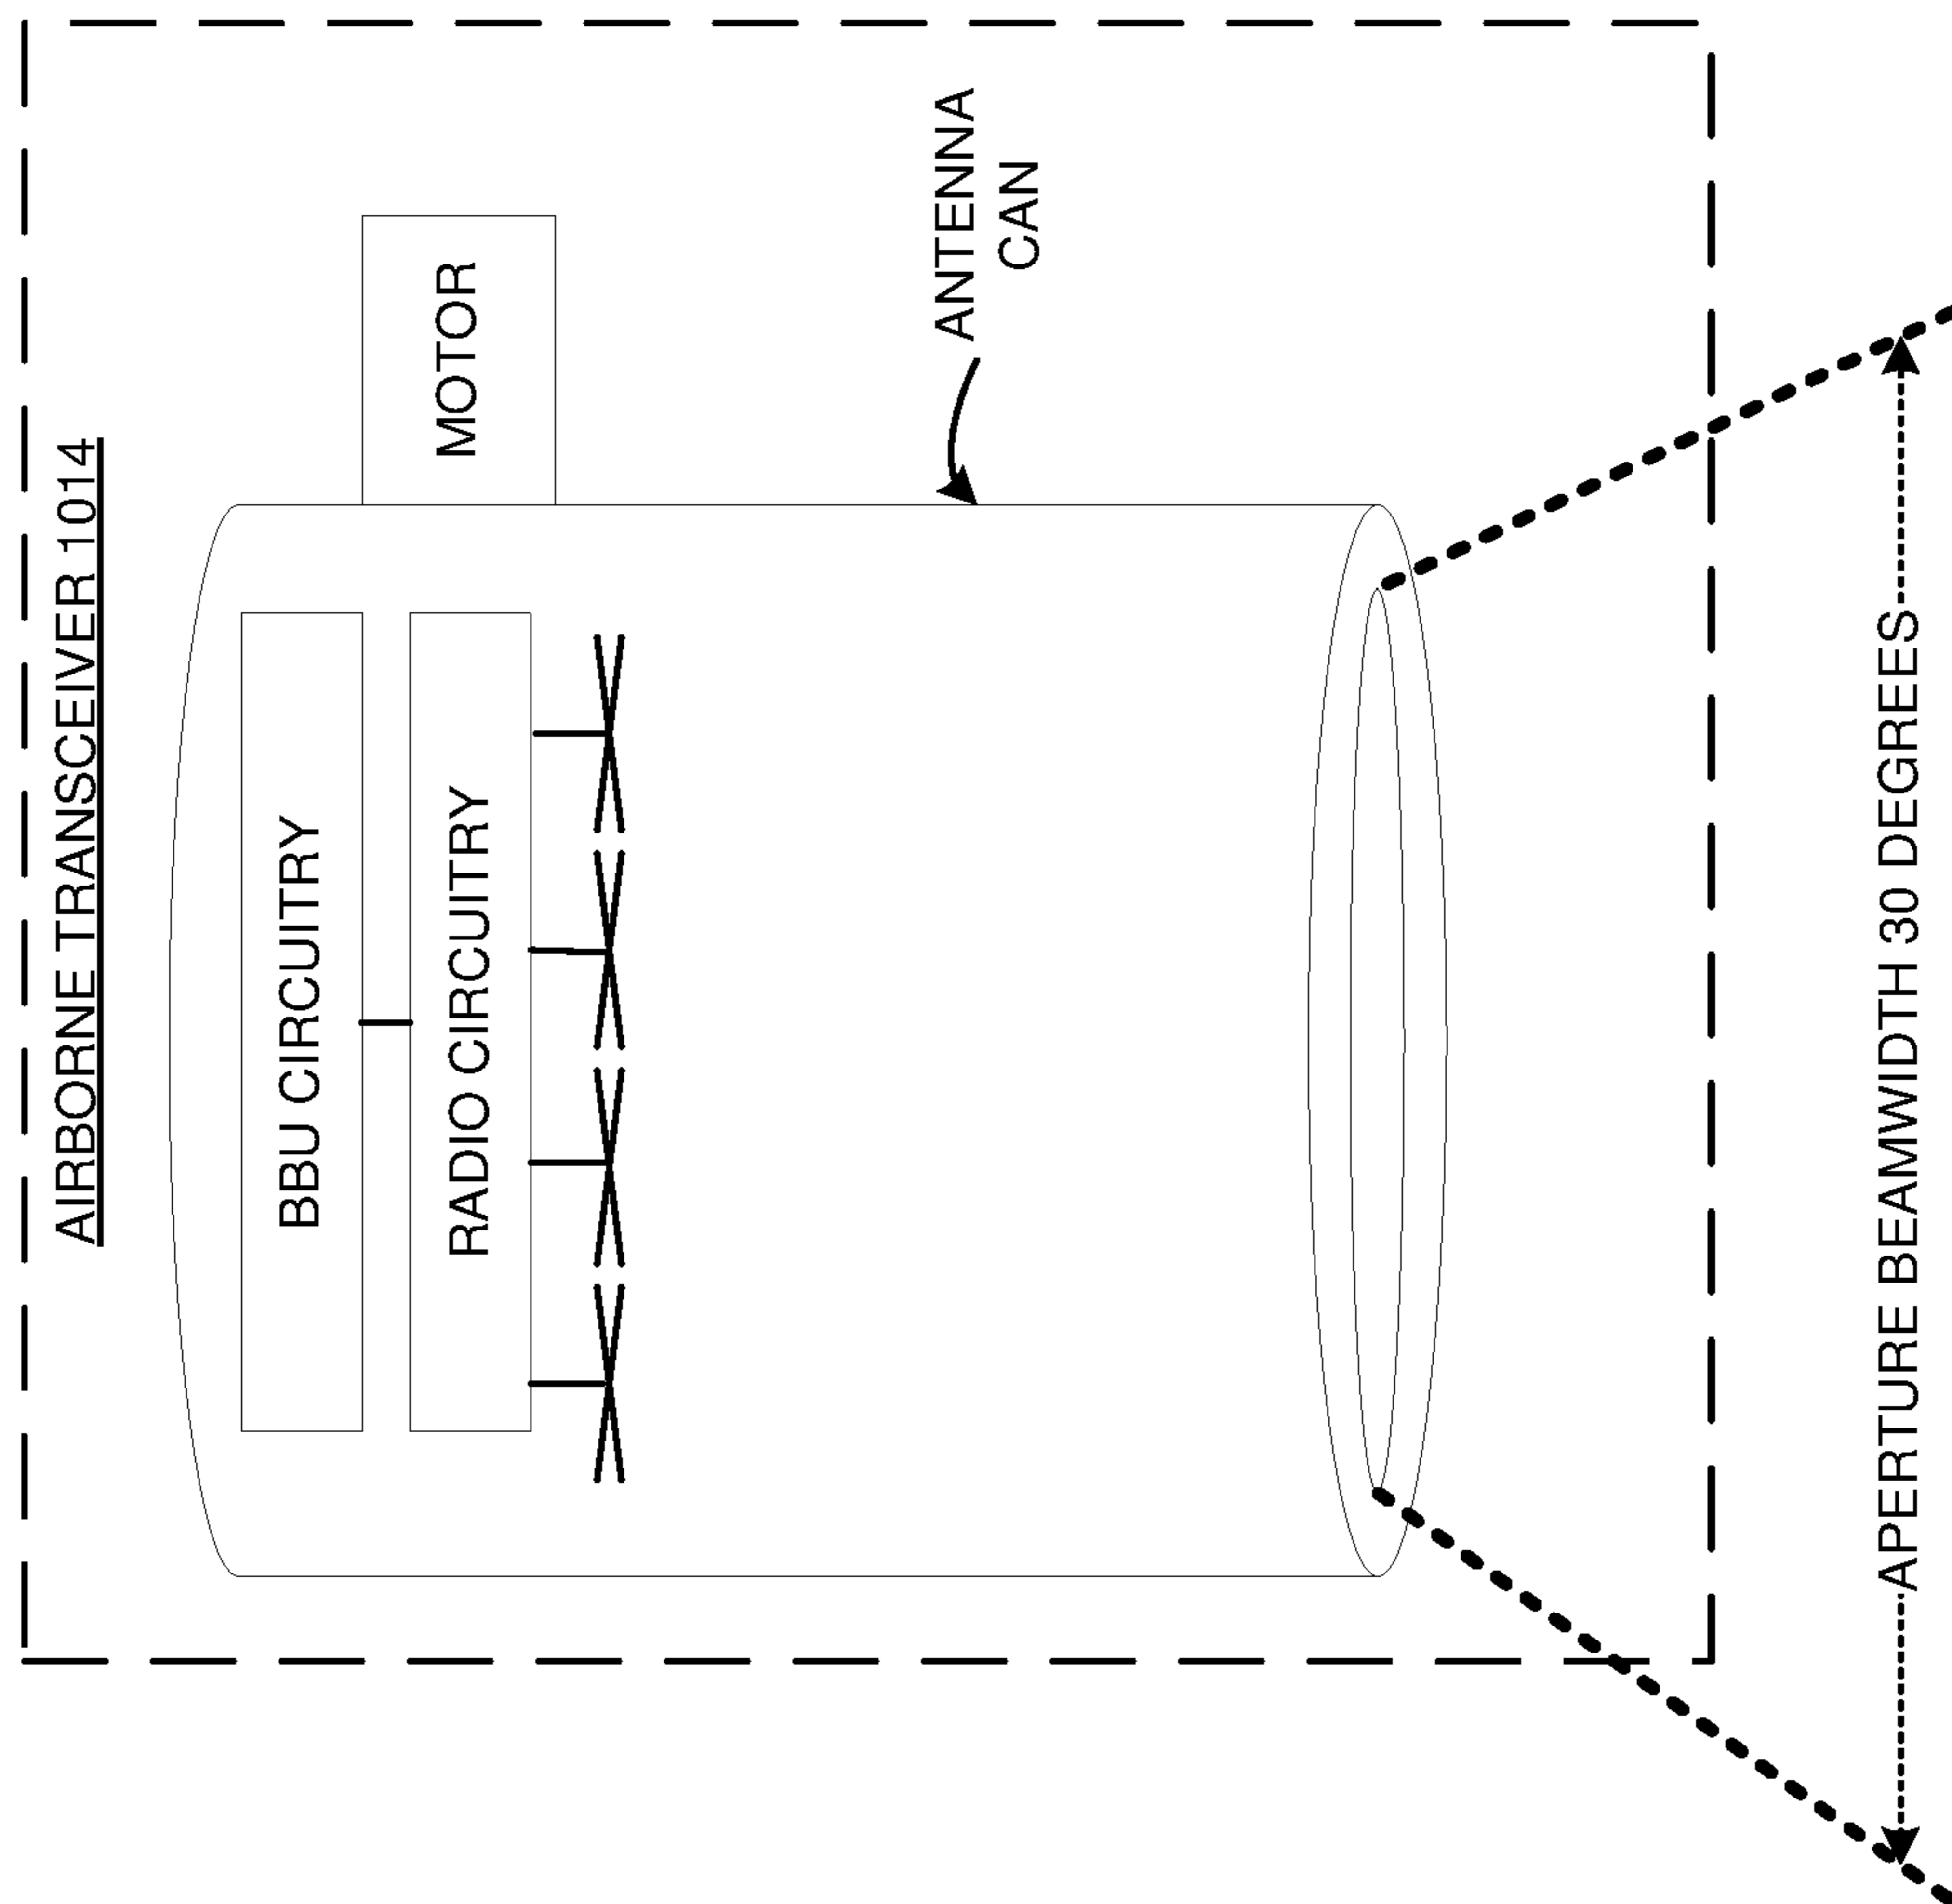 AIRBORNE TRANSCEIVER 1014
BBU CIRCUITRY
RADIO CIRCUITRY
MOTOR
ANTENNA
CAN
APERTURE BEAMWIDTH 30 DEGREES